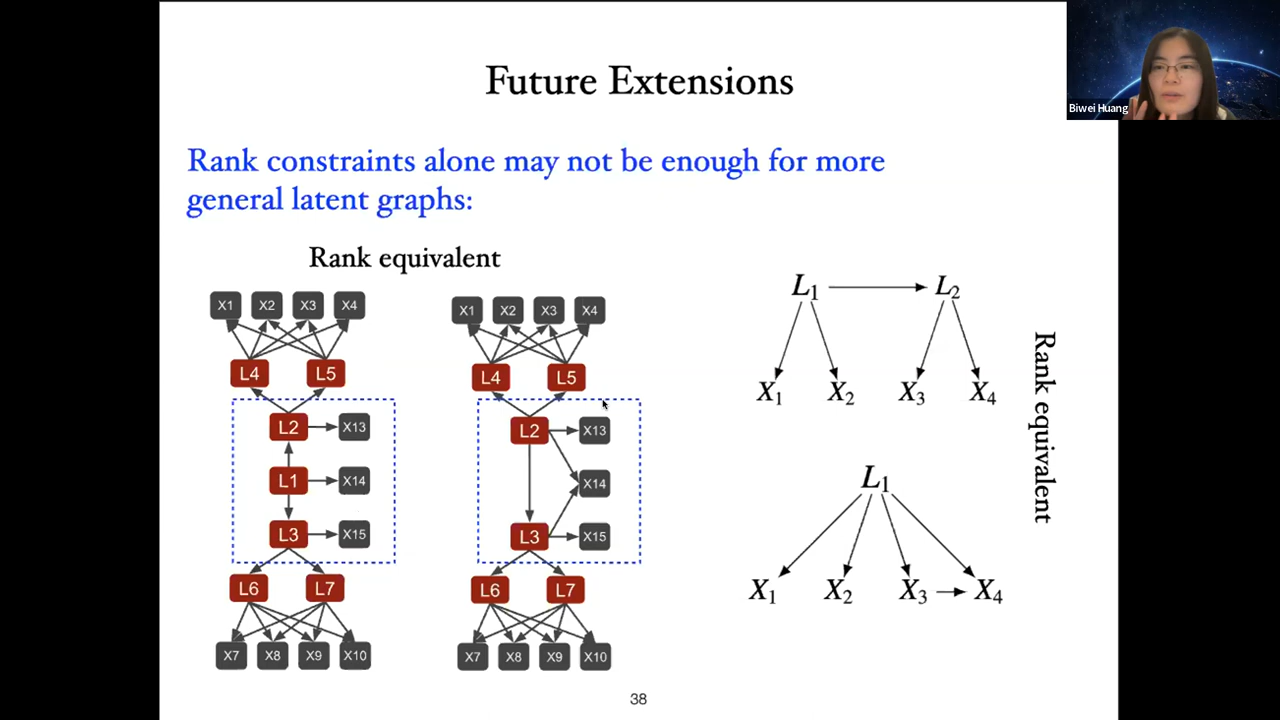 Future Extensions
Biwei Huang
Rank constraints alone may not be enough for more
general latent graphs:
Rank equivalent
X1 X2 X3 X4
L4 L5
L2 X13
L1 X14
L3 X15
L6 L7
X7 X8 X9 X10
X1 X2 X3 X4
L4 L5
L2 X13
X14
L3 X15
L6 L7
X7 X8 X9 X10
L1 L2
X1 X2 X3 X4
L1
X1 X2 X3 X4
Rank equivalent
38